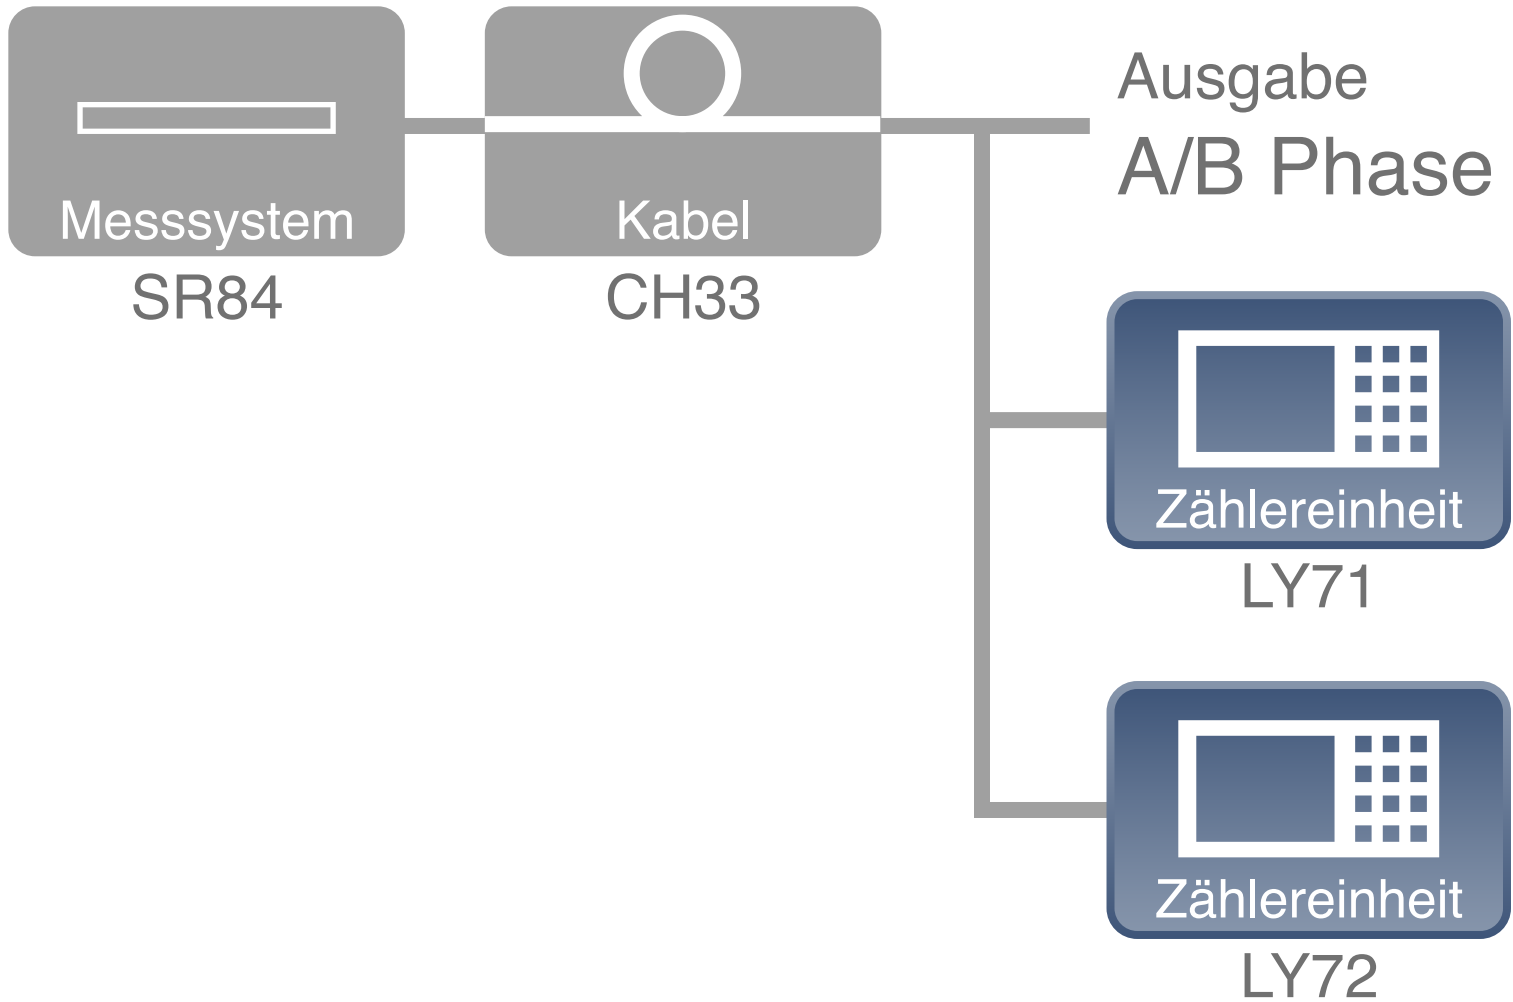 Messsystem
SR84
Kabel
CH33
Ausgabe
A/B Phase
Zählereinheit
LY71
Zählereinheit
LY72